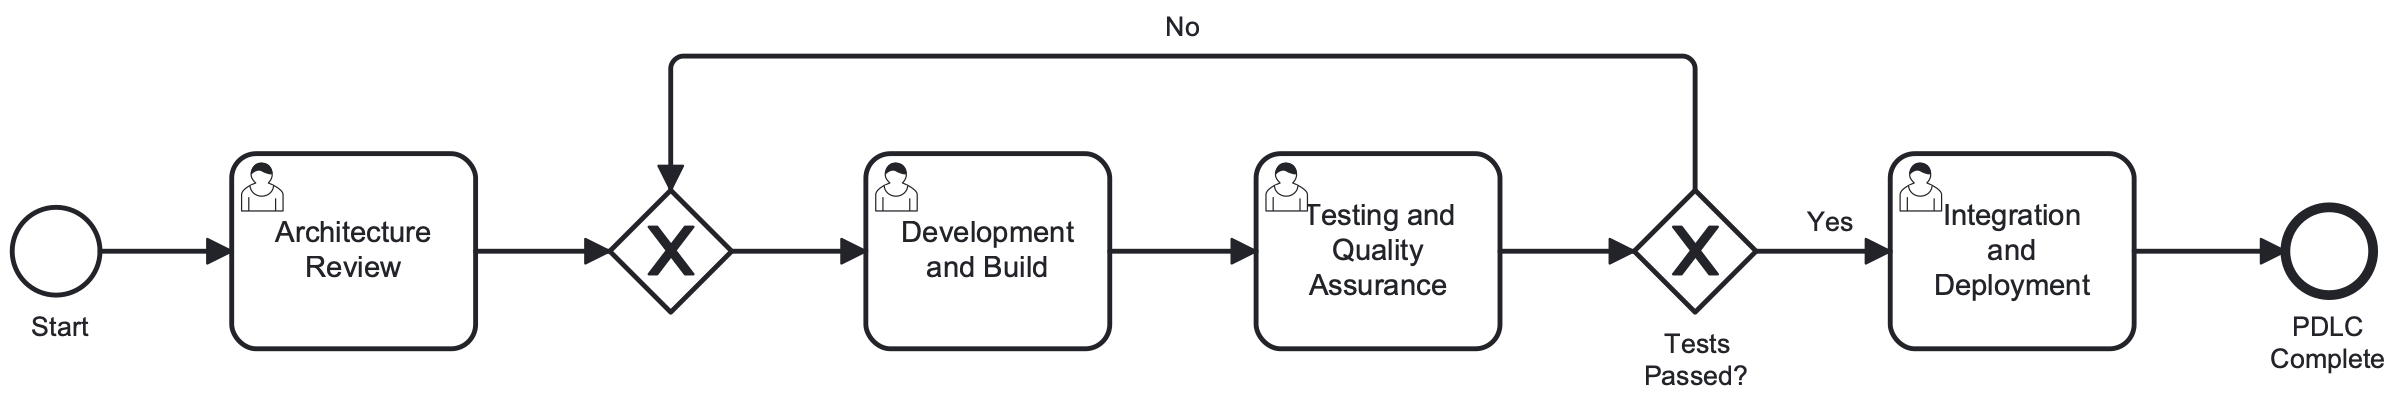 No
Start
Architecture
Review
X
Development
and Build
Testing and
Quality
Assurance
X
Tests
Passed?
Yes
Integration
and
Deployment
PDLC
Complete